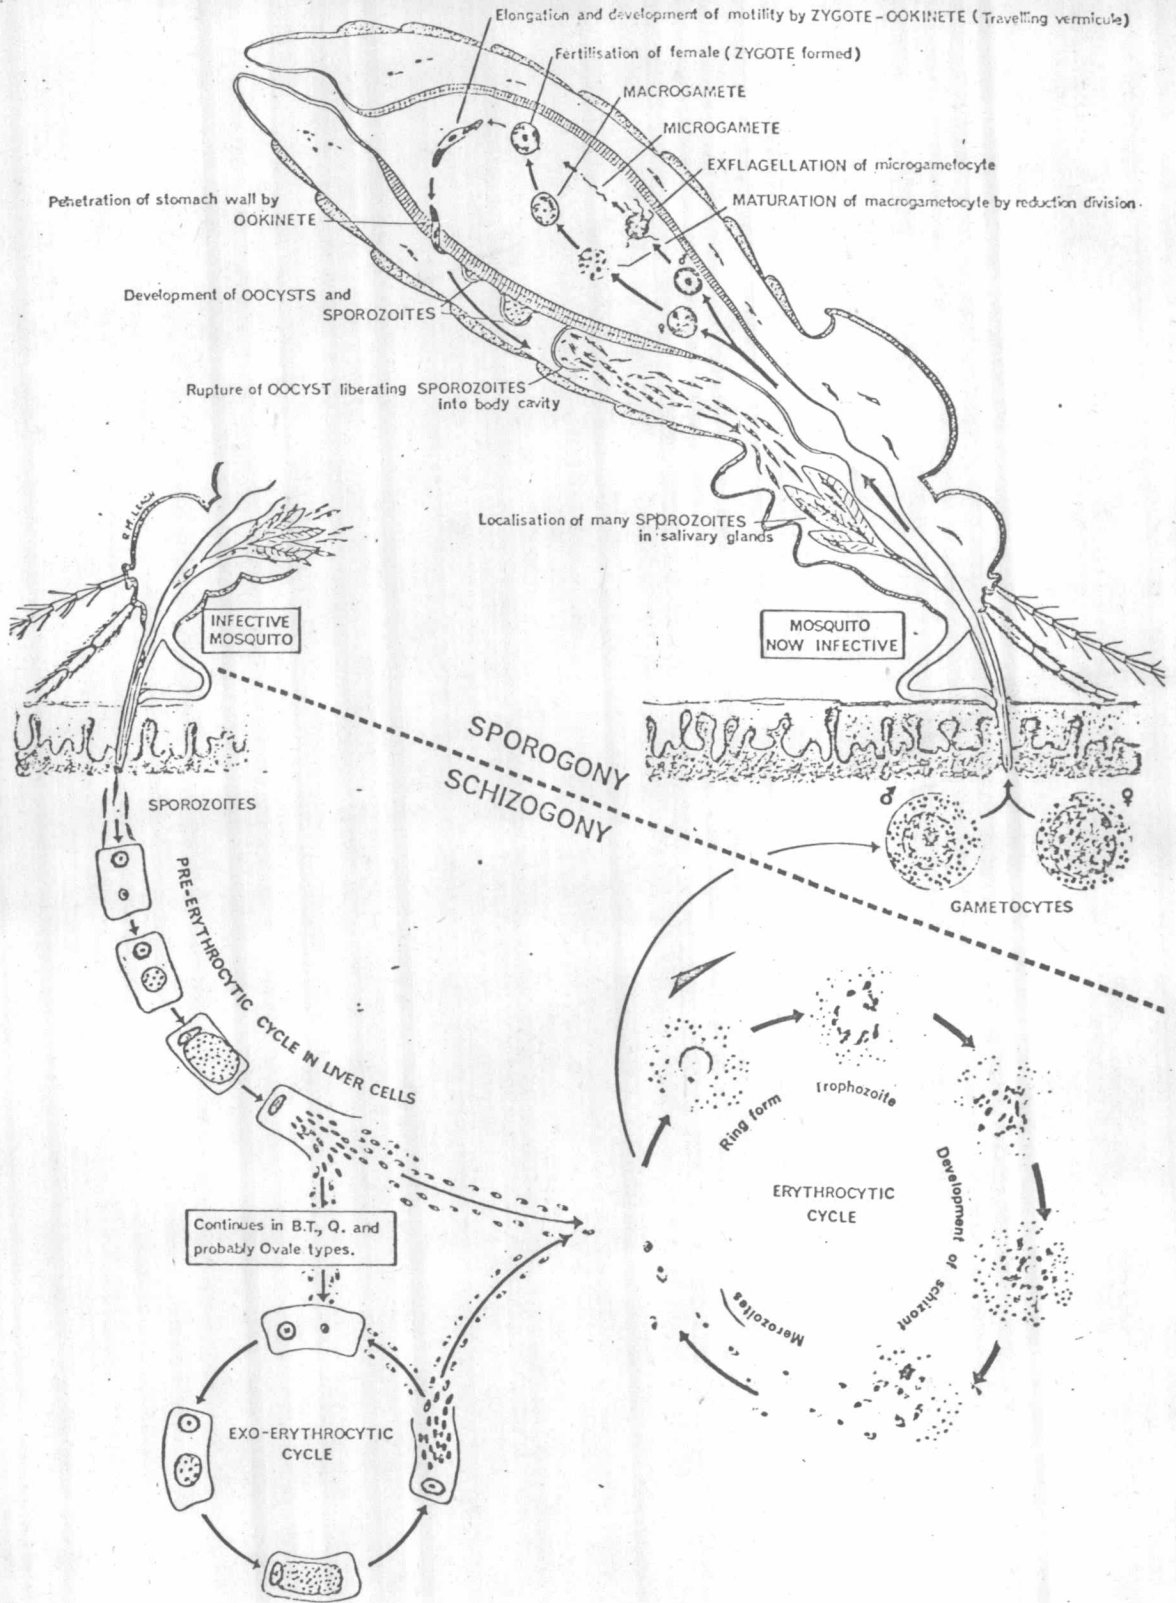 Elongation and development of motility by ZYGOTE-OOKINETE (Travelling vermicule)
Fertilisation of female (ZYGOTE formed)
MACROGAMETE
MICROGAMETE
EXFLAGELLATION of microgametocyte
MATURATION of macrogametocyte by reduction division.
Penetration of stomach wall by
OOKINETE
Development of OOCYSTS and
SPOROZOITES
Rupture of OOCYST liberating SPOROZOITES
into body cavity
Localisation of many SPOROZOITES
in salivary glands
INFECTIVE
MOSQUITO
MOSQUITO
NOW INFECTIVE
SPOROGONY
SCHIZOGONY
SPOROZOITES
♂
♀
♂
♀
GAMETOCYTES
PRE-ERYTHROCYTIC CYCLE IN LIVER CELLS
Ring form
trophozoite
Development of schizont
Merozoites
ERYTHROCYTIC
CYCLE
Continues in B.T., Q. and
probably Ovale types.
EXO-ERYTHROCYTIC
CYCLE